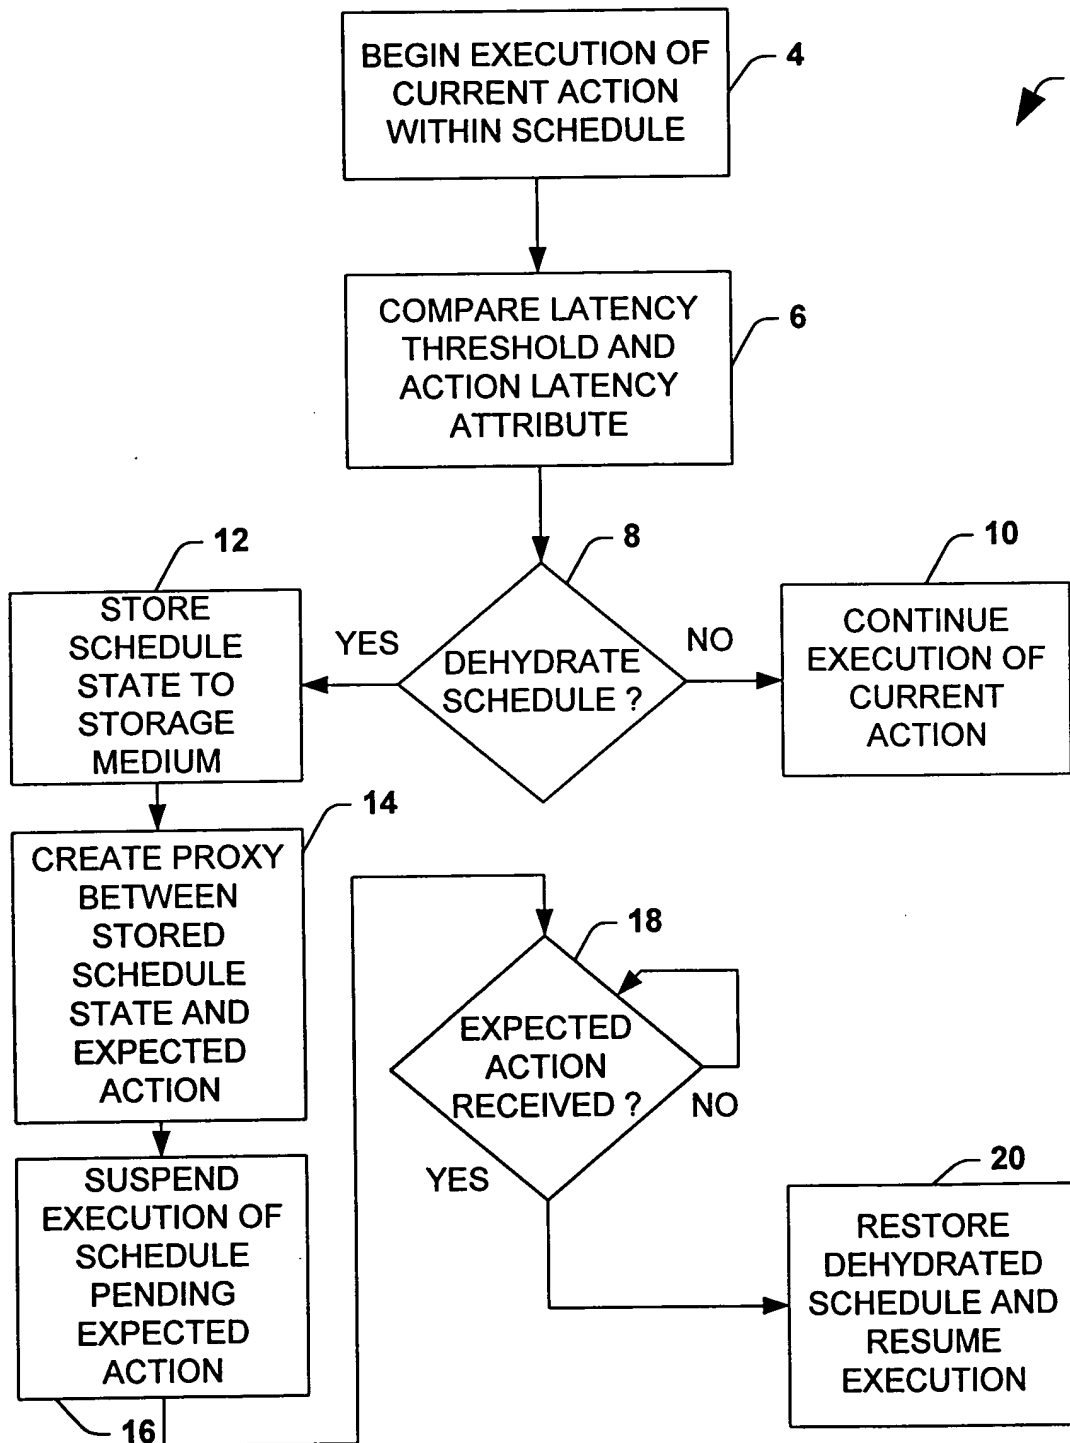 BEGIN EXECUTION OF
CURRENT ACTION
WITHIN SCHEDULE
4
COMPARE LATENCY
THRESHOLD AND
ACTION LATENCY
ATTRIBUTE
6
8
DEHYDRATE
SCHEDULE ?
YES
NO
10
CONTINUE
EXECUTION OF
CURRENT
ACTION
12
STORE
SCHEDULE
STATE TO
STORAGE
MEDIUM
14
CREATE PROXY
BETWEEN
STORED
SCHEDULE
STATE AND
EXPECTED
ACTION
SUSPEND
EXECUTION OF
SCHEDULE
PENDING
EXPECTED
ACTION
16
18
EXPECTED
ACTION
RECEIVED ?
NO
YES
20
RESTORE
DEHYDRATED
SCHEDULE AND
RESUME
EXECUTION